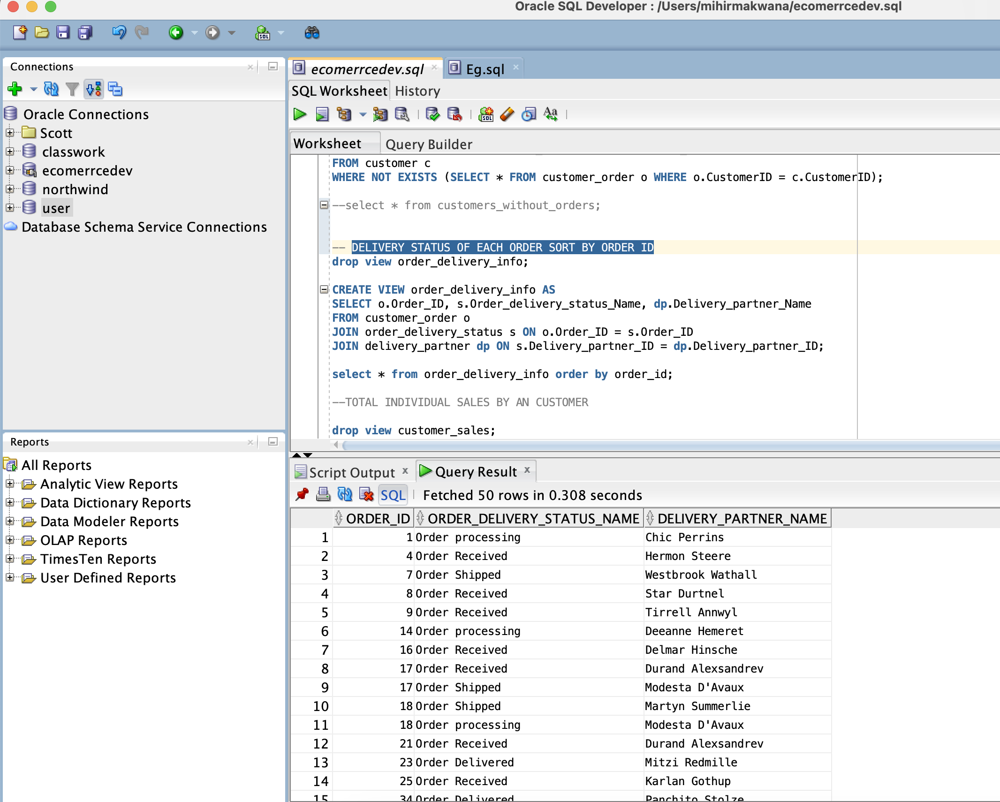 Oracle SQL Developer : /Users/mihirmakwana/ecomerrcedev.sql
Connections
Oracle Connections
Scott
classwork
ecomerrcedev
northwind
user
Database Schema Service Connections
Reports
All Reports
Analytic View Reports
Data Dictionary Reports
Data Modeler Reports
OLAP Reports
TimesTen Reports
User Defined Reports
ecomerrcedev.sql Eg.sql
SQL Worksheet History
Worksheet Query Builder
FROM customer c
WHERE NOT EXISTS (SELECT * FROM customer_order o WHERE o.CustomerID = c.CustomerID);
--select * from customers_without_orders;
-- DELIVERY STATUS OF EACH ORDER SORT BY ORDER ID
drop view order_delivery_info;
CREATE VIEW order_delivery_info AS
SELECT o.Order_ID, s.Order_delivery_status_Name, dp.Delivery_partner_Name
FROM customer_order o
JOIN order_delivery_status s ON o.Order_ID = s.Order_ID
JOIN delivery_partner dp ON s.Delivery_partner_ID = dp.Delivery_partner_ID;
select * from order_delivery_info order by order_id;
--TOTAL INDIVIDUAL SALES BY AN CUSTOMER
drop view customer_sales;
Script Output Query Result
SQL Fetched 50 rows in 0.308 seconds
ORDER_ID ORDER_DELIVERY_STATUS_NAME DELIVERY_PARTNER_NAME
1 1 Order processing Chic Perrins
2 4 Order Received Hermon Steere
3 7 Order Shipped Westbrook Wathall
4 8 Order Received Star Durtnel
5 9 Order Received Tirrell Annwyl
6 14 Order processing Deeanne Hemeret
7 16 Order Received Delmar Hinsche
8 17 Order Received Durand Alexsandrev
9 17 Order Shipped Modesta D'Avaux
10 18 Order Shipped Martyn Summerlie
11 18 Order processing Modesta D'Avaux
12 21 Order Received Durand Alexsandrev
13 23 Order Delivered Mitzi Redmille
14 25 Order Received Karlan Gothup
15 34 Order Delivered Panchito Stolze